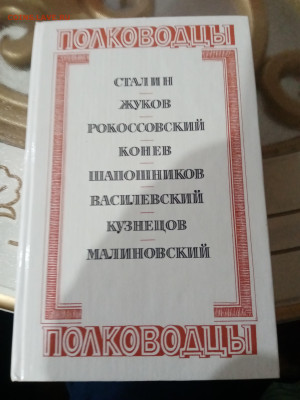 ПОЛКОВОДЦЫ
СТАЛИН
ЖУКОВ
РОКОССОВСКИЙ
КОНЕВ
ШАПОШНИКОВ
ВАСИЛЕВСКИЙ
КУЗНЕЦОВ
МАЛИНОВСКИЙ
ПОЛКОВОДЦЫ